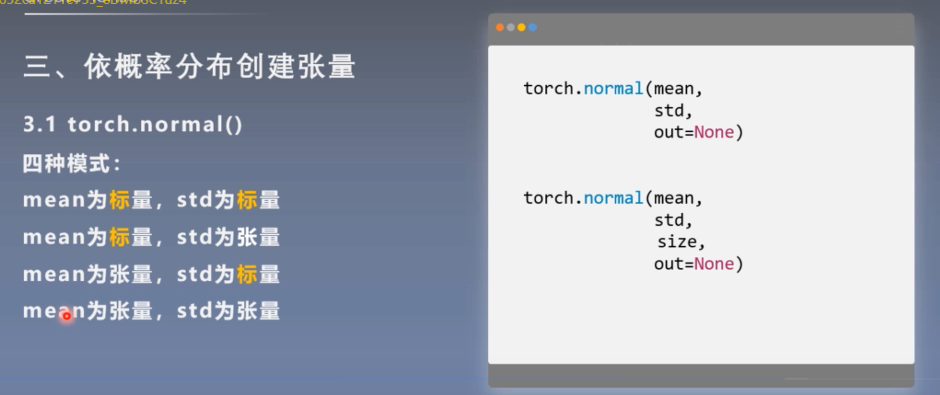 三、依概率分布创建张量
3.1 torch.normal()
四种模式：
mean为标量，std为标量
mean为标量，std为张量
mean为张量，std为标量
mean为张量，std为张量
torch.normal(mean,
std,
out=None)
torch.normal(mean,
std,
size,
out=None)